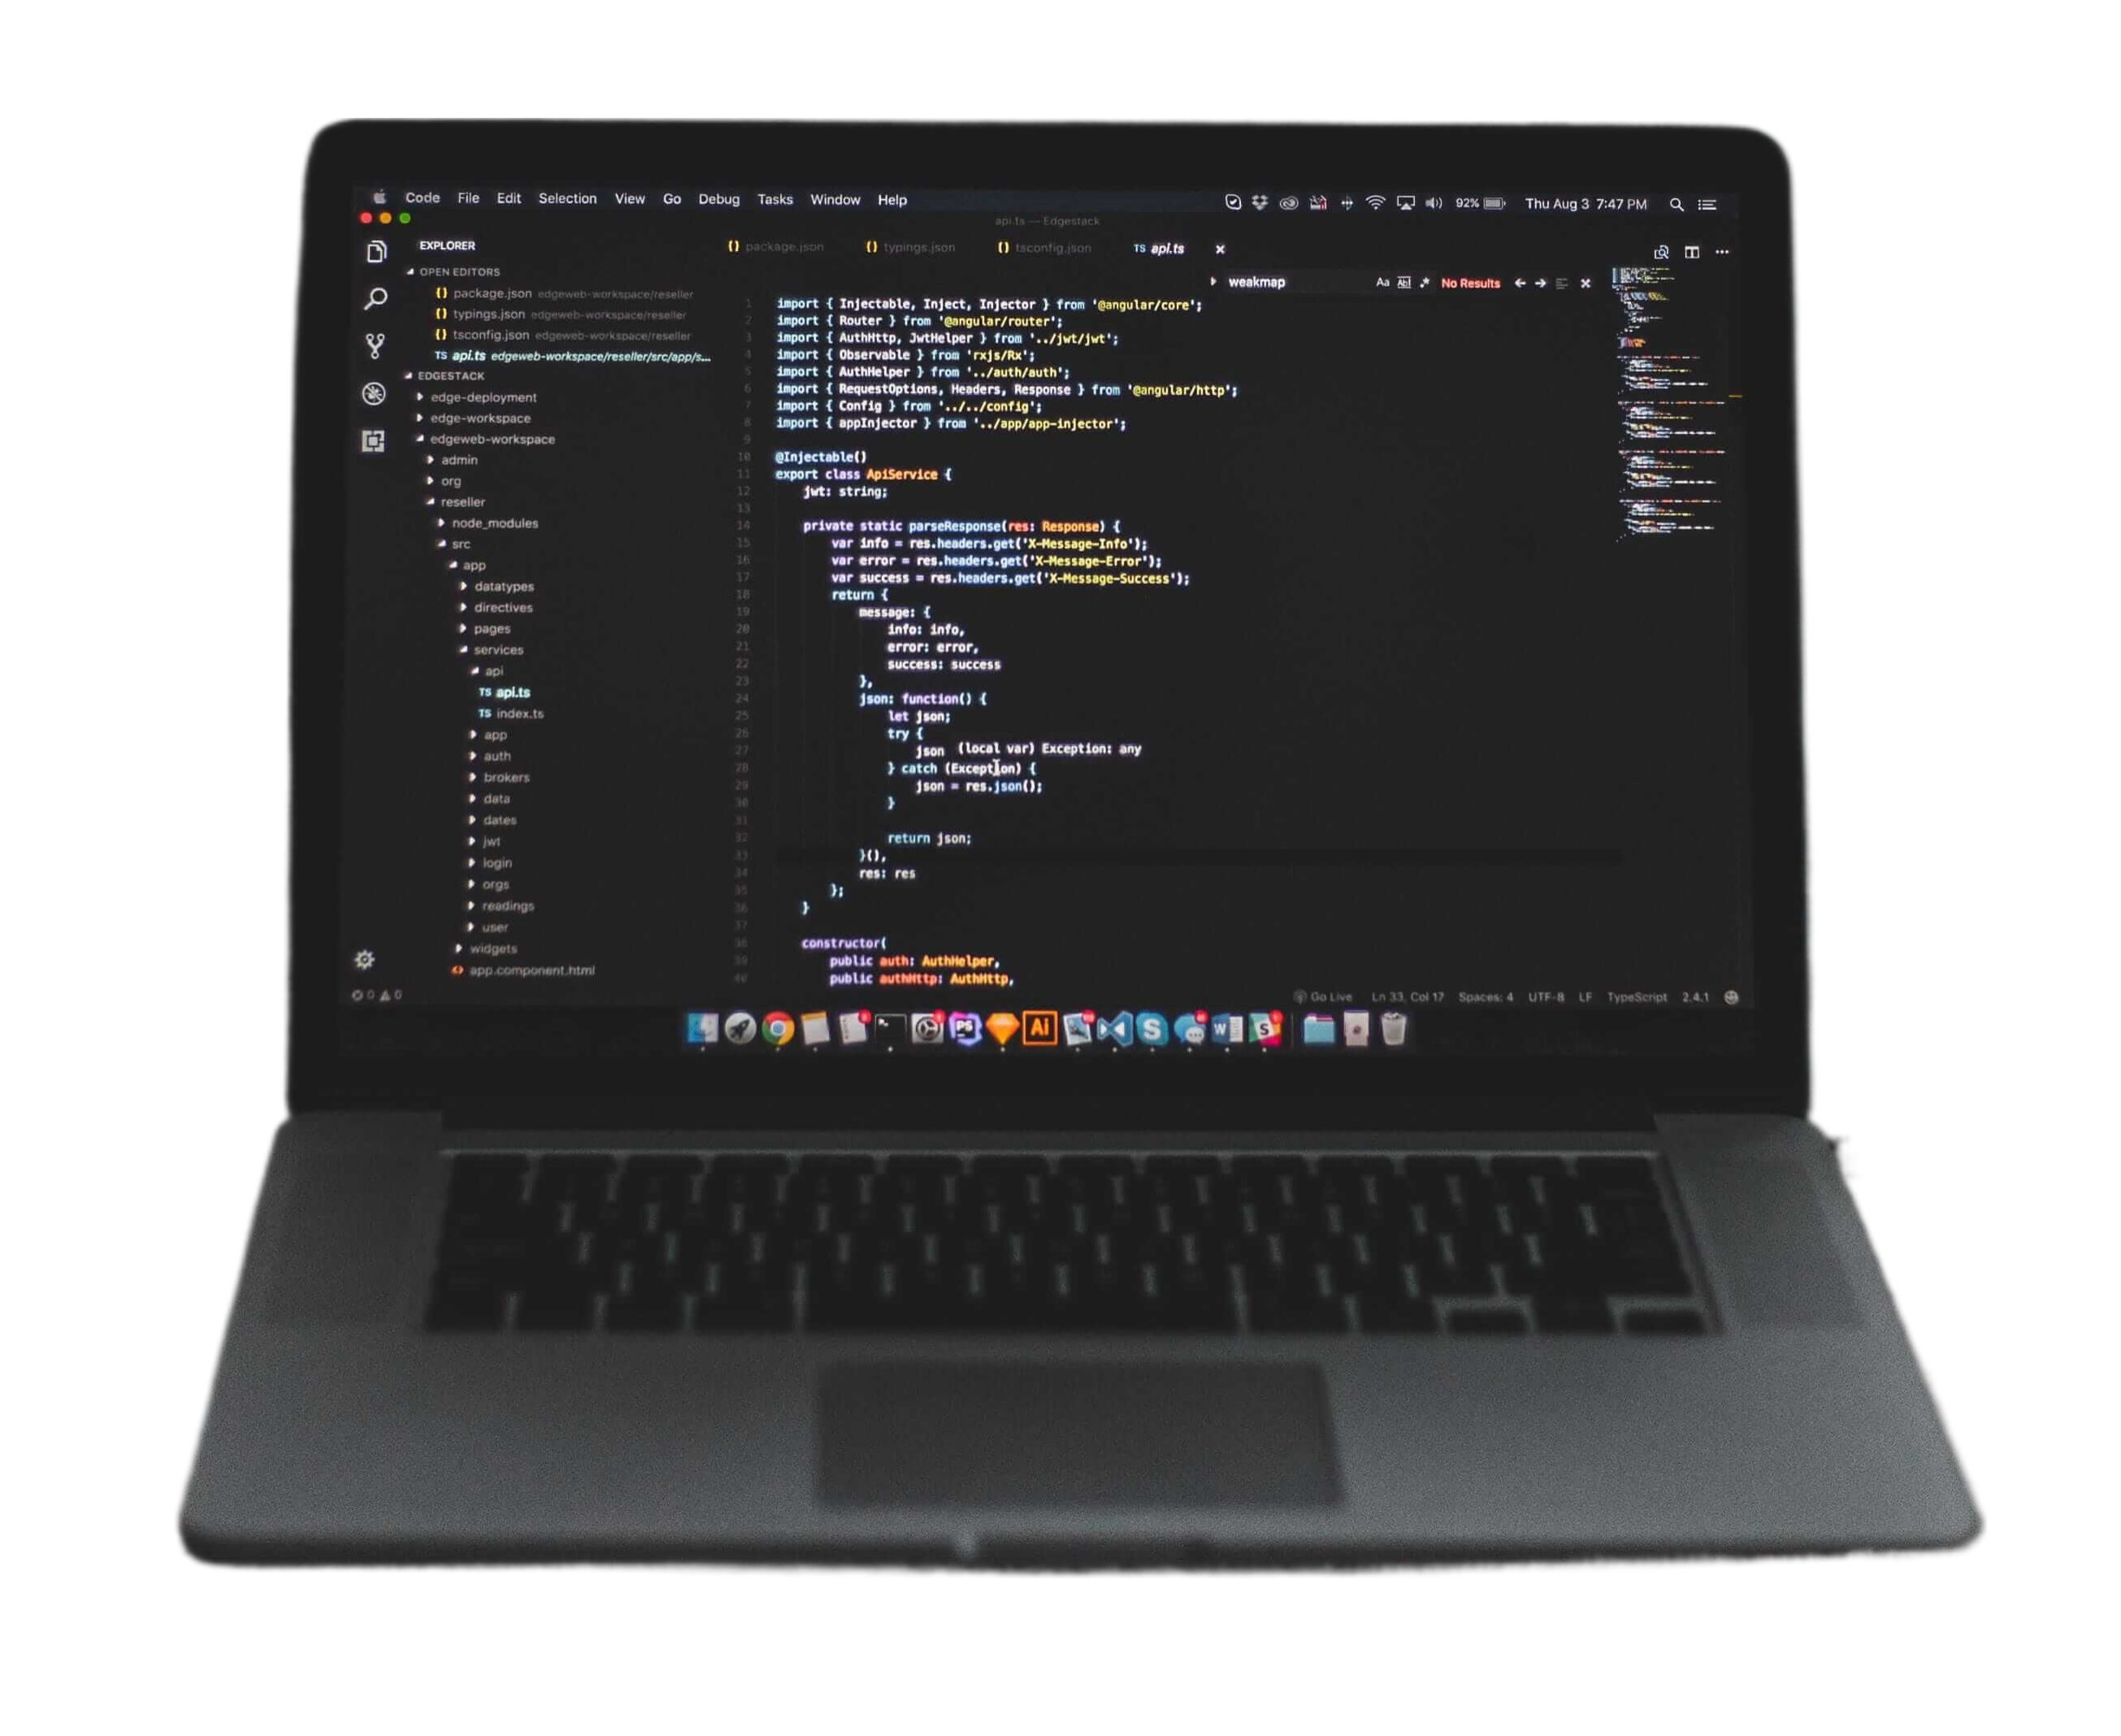 Code File Edit Selection View Go Debug Tasks Window Help 92% Thu Aug 3 7:47 PM
api.ts — Edgestack
EXPLORER
OPEN EDITORS
package.json edgeweb-workspace/reseller
typings.json edgeweb-workspace/reseller
tsconfig.json edgeweb-workspace/reseller
TS api.ts edgeweb-workspace/reseller/src/app/s...
EDGESTACK
edge-deployment
edge-workspace
edgeweb-workspace
admin
org
reseller
node_modules
src
app
datatypes
directives
pages
services
api
TS api.ts
TS index.ts
app
auth
brokers
data
dates
jwt
login
orgs
readings
user
widgets
app.component.html
{} package.json {} typings.json {} tsconfig.json TS api.ts
weakmap Aa Abl .* No Results
1 import { Injectable, Inject, Injector } from '@angular/core';
2 import { Router } from '@angular/router';
3 import { AuthHttp, JwtHelper } from '../jwt/jwt';
4 import { Observable } from 'rxjs/Rx';
5 import { AuthHelper } from '../auth/auth';
6 import { RequestOptions, Headers, Response } from '@angular/http';
7 import { Config } from '../../config';
8 import { appInjector } from '../app/app-injector';
9
10 @Injectable()
11 export class ApiService {
12 jwt: string;
13
14 private static parseResponse(res: Response) {
15 var info = res.headers.get('X-Message-Info');
16 var error = res.headers.get('X-Message-Error');
17 var success = res.headers.get('X-Message-Success');
18 return {
19 message: {
20 info: info,
21 error: error,
22 success: success
23 },
24 json: function() {
25 let json;
26 try {
27 json (local var) Exception: any
28 } catch (Exception) {
29 json = res.json();
30 }
31
32 return json;
33 }(),
34 res: res
35 };
36 }
37
38 constructor(
39 public auth: AuthHelper,
40 public authHttp: AuthHttp,
0 0 Go Live Ln 33, Col 17 Spaces: 4 UTF-8 LF TypeScript 2.4.1
PS Ai S W S